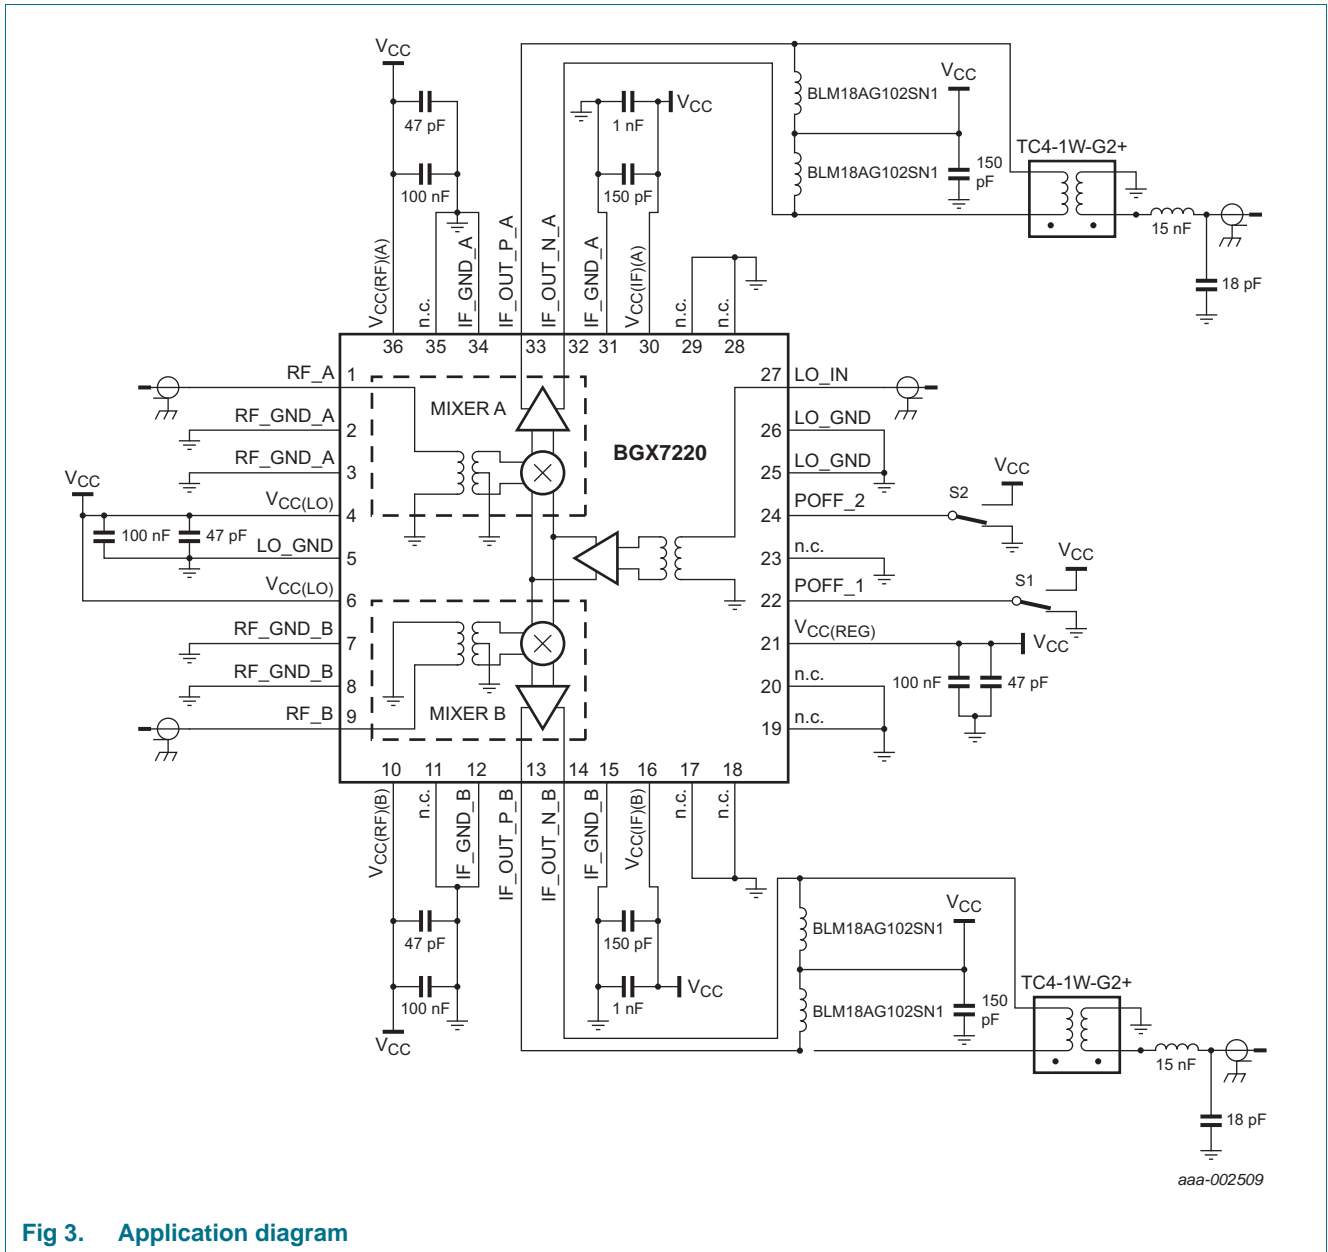 VCC
47 pF
100 nF
VCC(RF)(A)
n.c.
IF_GND_A
IF_OUT_P_A
IF_OUT_N_A
IF_GND_A
VCC(IF)(A)
n.c.
n.c.
1 nF
VCC
150 pF
BLM18AG102SN1
BLM18AG102SN1
VCC
150
pF
TC4-1W-G2+
15 nF
18 pF
36 35 34 33 32 31 30 29 28
RF_A 1
RF_GND_A 2
RF_GND_A 3
VCC
VCC(LO) 4
100 nF
47 pF
LO_GND 5
VCC(LO) 6
RF_GND_B 7
RF_GND_B 8
RF_B 9
MIXER A
BGX7220
MIXER B
27 LO_IN
26 LO_GND
25 LO_GND
24 POFF_2
S2
VCC
23 n.c.
22 POFF_1
S1
VCC
21 VCC(REG)
VCC
100 nF
47 pF
20 n.c.
19 n.c.
10 11 12 13 14 15 16 17 18
VCC(RF)(B)
n.c.
IF_GND_B
IF_OUT_P_B
IF_OUT_N_B
IF_GND_B
VCC(IF)(B)
n.c.
n.c.
47 pF
100 nF
VCC
150 pF
1 nF
VCC
BLM18AG102SN1
BLM18AG102SN1
VCC
150
pF
TC4-1W-G2+
15 nF
18 pF
aaa-002509
Fig 3. Application diagram